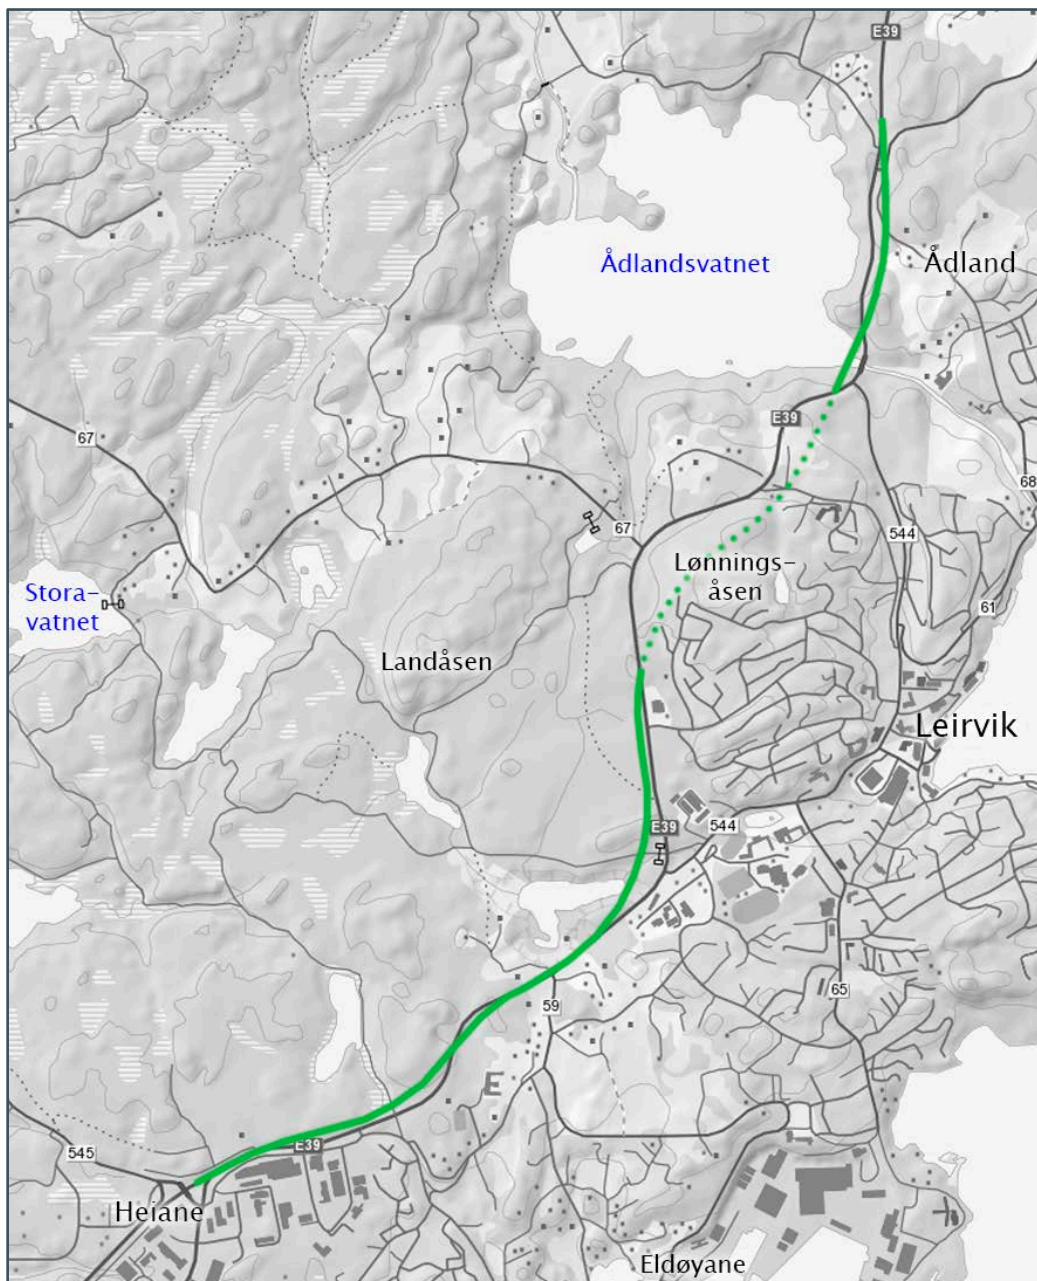 E39
Ådlandsvatnet
Ådland
E39
67
68
67
544
Lønnings-
åsen
Stora-
vatnet
61
Landåsen
Leirvik
E39
544
65
59
E
E39
545
Heiane
Eldøyane